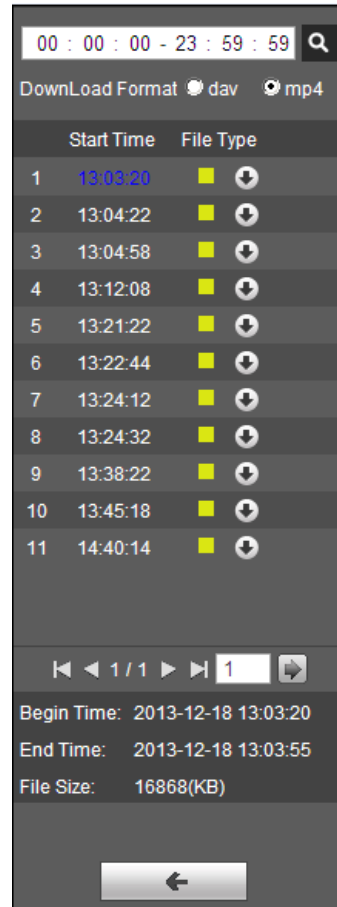 00 : 00 : 00 - 23 : 59 : 59
DownLoad Format dav mp4
Start Time File Type
1 13:03:20
2 13:04:22
3 13:04:58
4 13:12:08
5 13:21:22
6 13:22:44
7 13:24:12
8 13:24:32
9 13:38:22
10 13:45:18
11 14:40:14
1 / 1 1
Begin Time: 2013-12-18 13:03:20
End Time: 2013-12-18 13:03:55
File Size: 16868(KB)